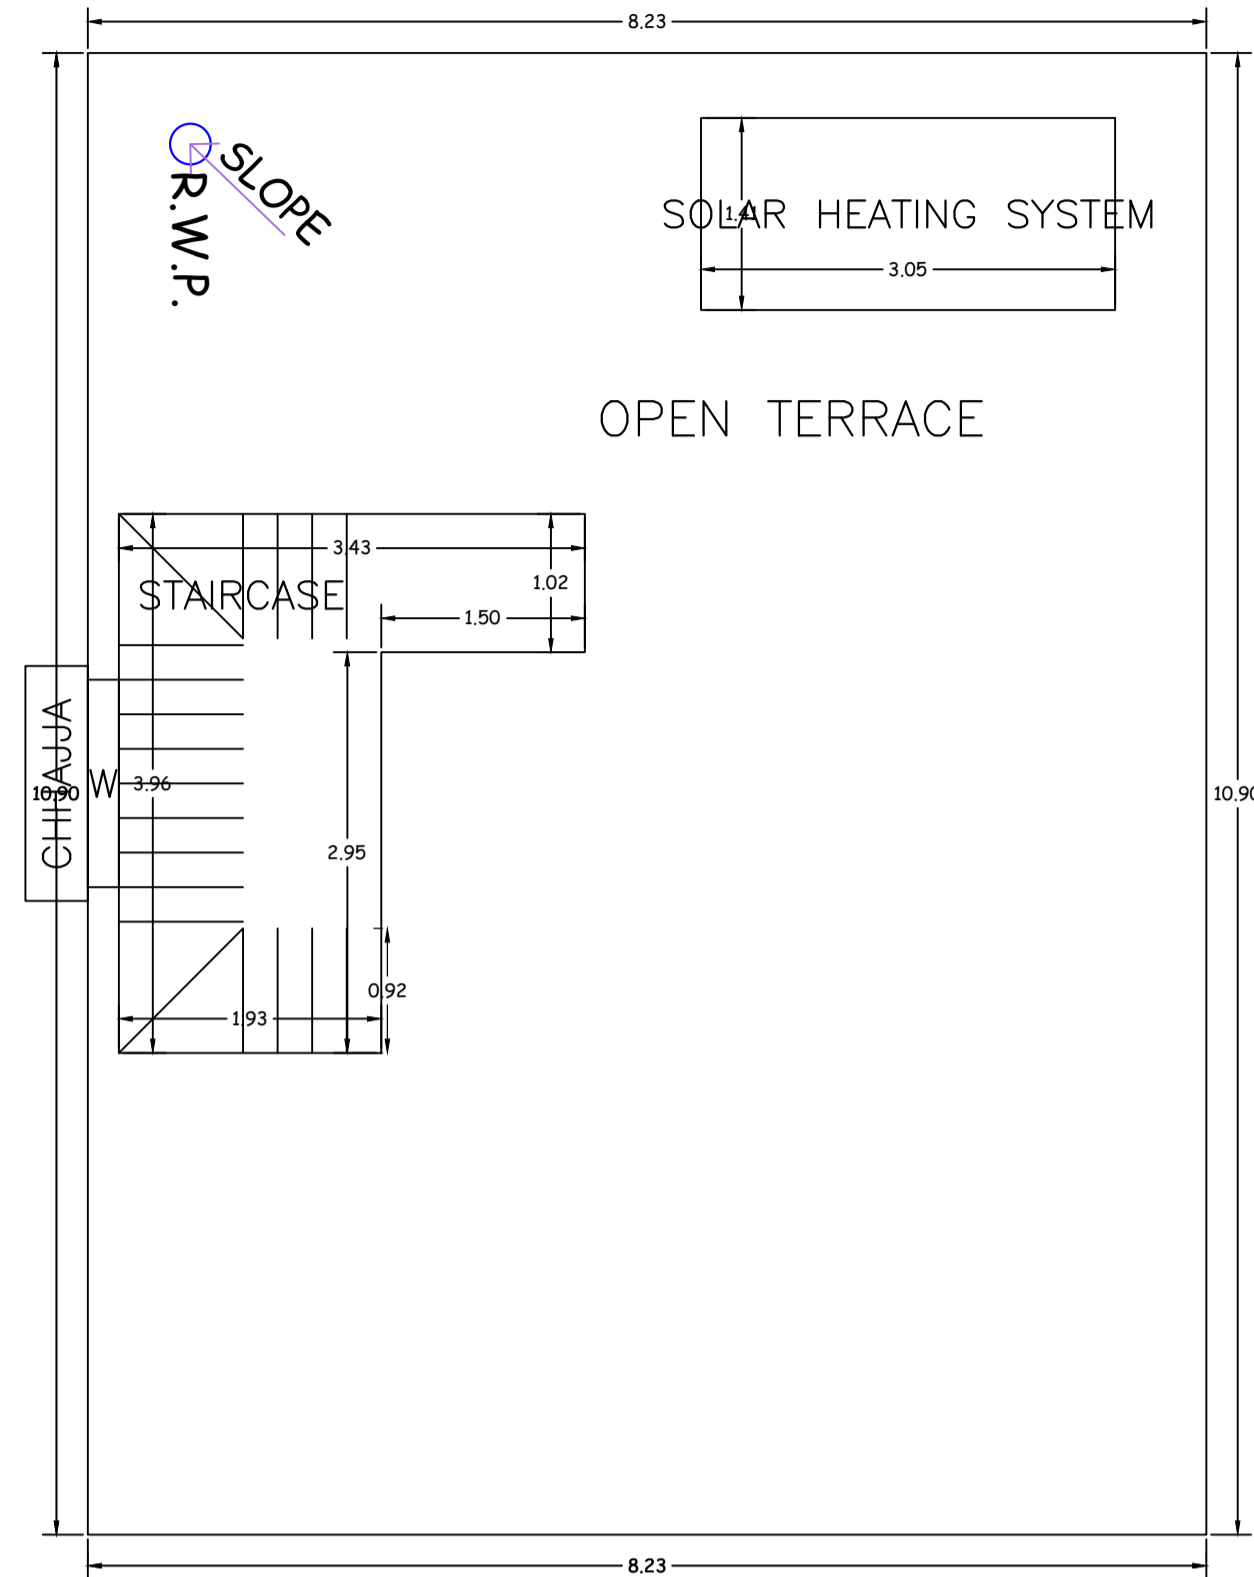 8.23
SLOPE
R.W.P.
1.41
SOLAR HEATING SYSTEM
3.05
OPEN TERRACE
3.43
1.02
STAIRCASE
1.50
CHHAJJA
10.90
W
3.96
10.90
2.95
0.92
1.93
8.23